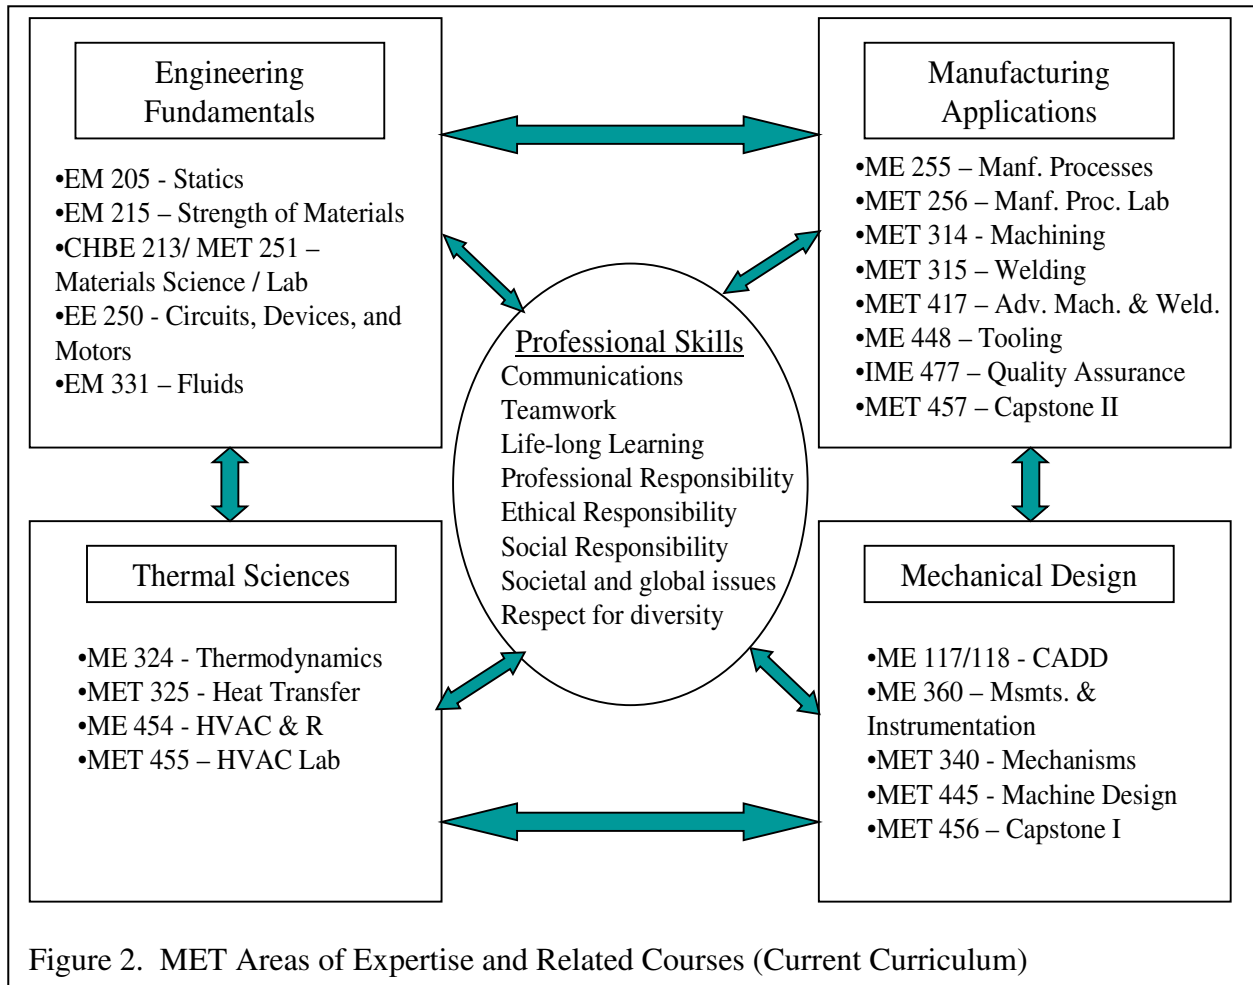 Engineering
Fundamentals
•EM 205 - Statics
•EM 215 – Strength of Materials
•CHBE 213/ MET 251 –
Materials Science / Lab
•EE 250 - Circuits, Devices, and
Motors
•EM 331 – Fluids
Manufacturing
Applications
•ME 255 – Manf. Processes
•MET 256 – Manf. Proc. Lab
•MET 314 - Machining
•MET 315 – Welding
•MET 417 – Adv. Mach. & Weld.
•ME 448 – Tooling
•IME 477 – Quality Assurance
•MET 457 – Capstone II
Professional Skills
Communications
Teamwork
Life-long Learning
Professional Responsibility
Ethical Responsibility
Social Responsibility
Societal and global issues
Respect for diversity
Thermal Sciences
•ME 324 - Thermodynamics
•MET 325 - Heat Transfer
•ME 454 - HVAC & R
•MET 455 – HVAC Lab
Mechanical Design
•ME 117/118 - CADD
•ME 360 – Msmts. &
Instrumentation
•MET 340 - Mechanisms
•MET 445 - Machine Design
•MET 456 – Capstone I
Figure 2.  MET Areas of Expertise and Related Courses (Current Curriculum)